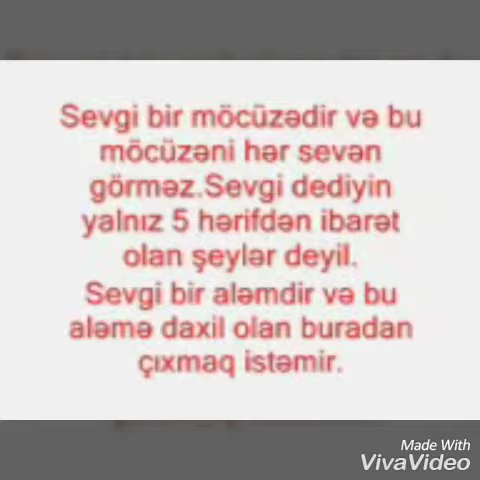 Sevgi bir möcüzədir və bu
möcüzəni hər sevən
görməz.Sevgi dediyin
yalnız 5 hərifdən ibarət
olan şeylər deyil.
Sevgi bir aləmdir və bu
aləmə daxil olan buradan
çıxmaq istəmir.
Made With
VivaVideo